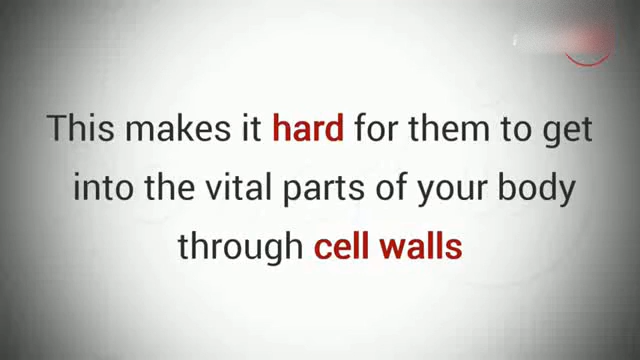 This makes it hard for them to get
into the vital parts of your body
through cell walls